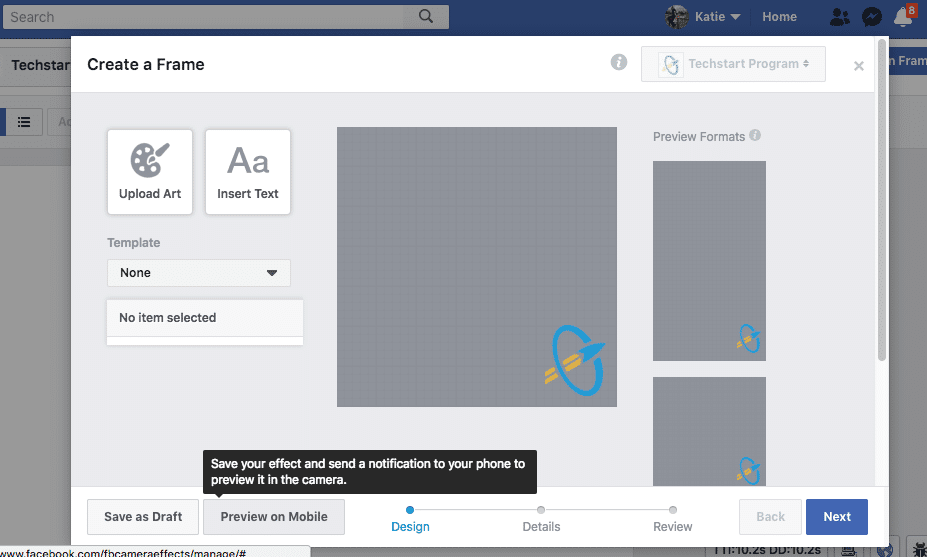 Search
Katie
Home
8
Techstar
n Fram
Create a Frame
Techstart Program
Ac
Upload Art
Aa
Insert Text
Preview Formats
Template
None
No item selected
Save your effect and send a notification to your phone to
preview it in the camera.
Save as Draft
Preview on Mobile
Design
Details
Review
Back
Next
www.facebook.com/fbcameraeffects/manage/#
TT:10.2s DD:10.2s